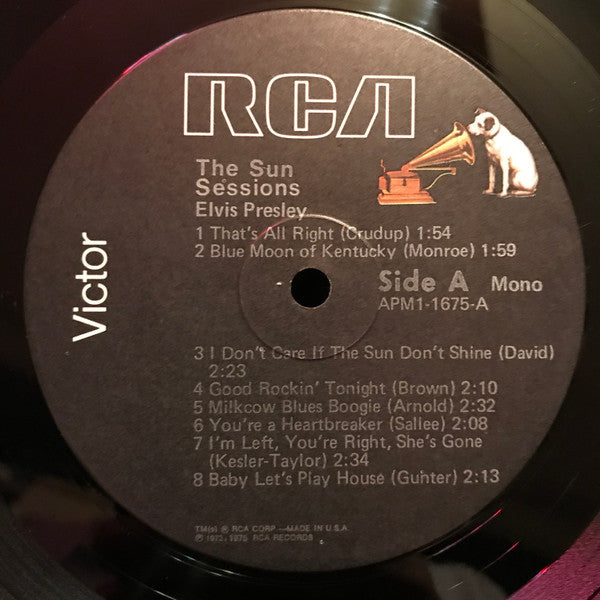 RCA
The Sun
Sessions
Elvis Presley
1 That's All Right (Crudup) 1:54
2 Blue Moon of Kentucky (Monroe) 1:59
Side A Mono
APM1-1675-A
Victor
3 I Don't Care If The Sun Don't Shine (David)
2:23
4 Good Rockin' Tonight (Brown) 2:10
5 Milkcow Blues Boogie (Arnold) 2:32
6 You're a Heartbreaker (Sallee) 2:08
7 I'm Left, You're Right, She's Gone
(Kesler-Taylor) 2:34
8 Baby Let's Play House (Gunter) 2:13
TM(s) ® RCA CORP.—MADE IN U.S.A.
℗ 1972, 1975 RCA RECORDS